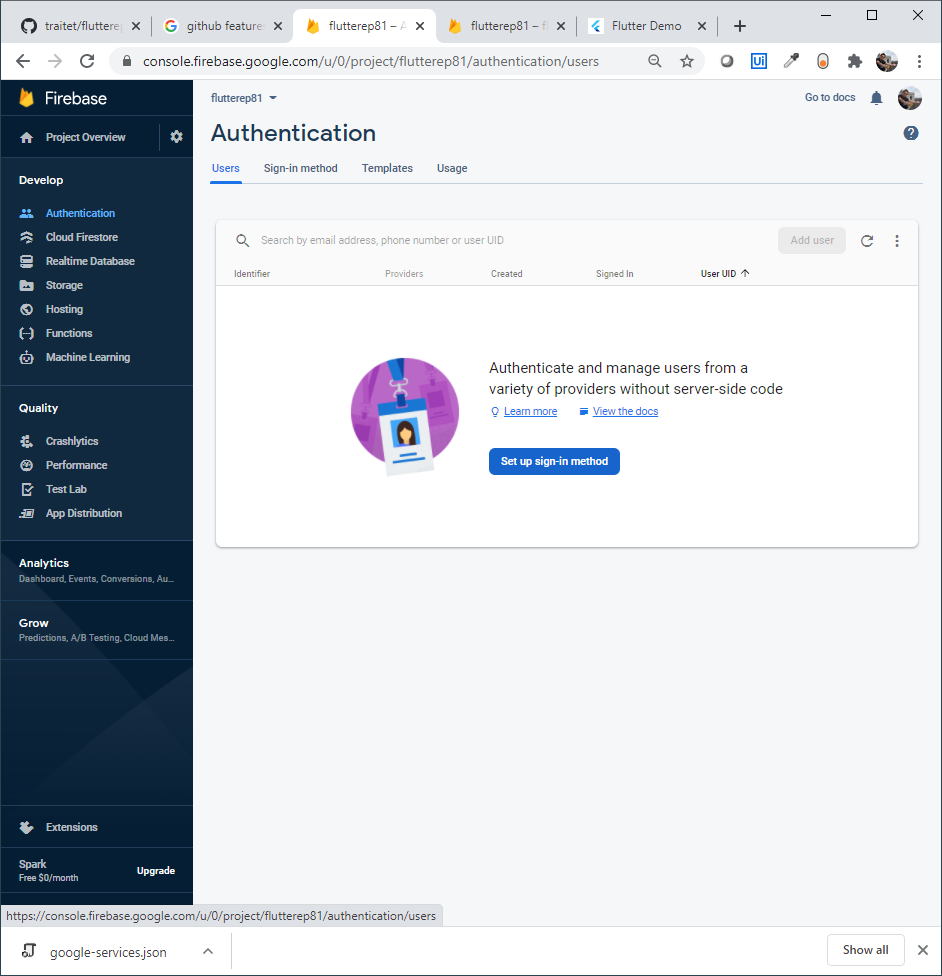 traitet/flutterep
github feature
flutterep81 – A
flutterep81 – f
Flutter Demo
console.firebase.google.com/u/0/project/flutterep81/authentication/users
Ui
Firebase
Project Overview
Develop
Authentication
Cloud Firestore
Realtime Database
Storage
Hosting
Functions
Machine Learning
Quality
Crashlytics
Performance
Test Lab
App Distribution
Analytics
Dashboard, Events, Conversions, Au...
Grow
Predictions, A/B Testing, Cloud Mes...
Extensions
Spark
Free $0/month
Upgrade
flutterep81
Go to docs
Authentication
Users Sign-in method Templates Usage
Search by email address, phone number or user UID
Add user
Identifier Providers Created Signed In User UID
Authenticate and manage users from a
variety of providers without server-side code
Learn more View the docs
Set up sign-in method
https://console.firebase.google.com/u/0/project/flutterep81/authentication/users
google-services.json
Show all